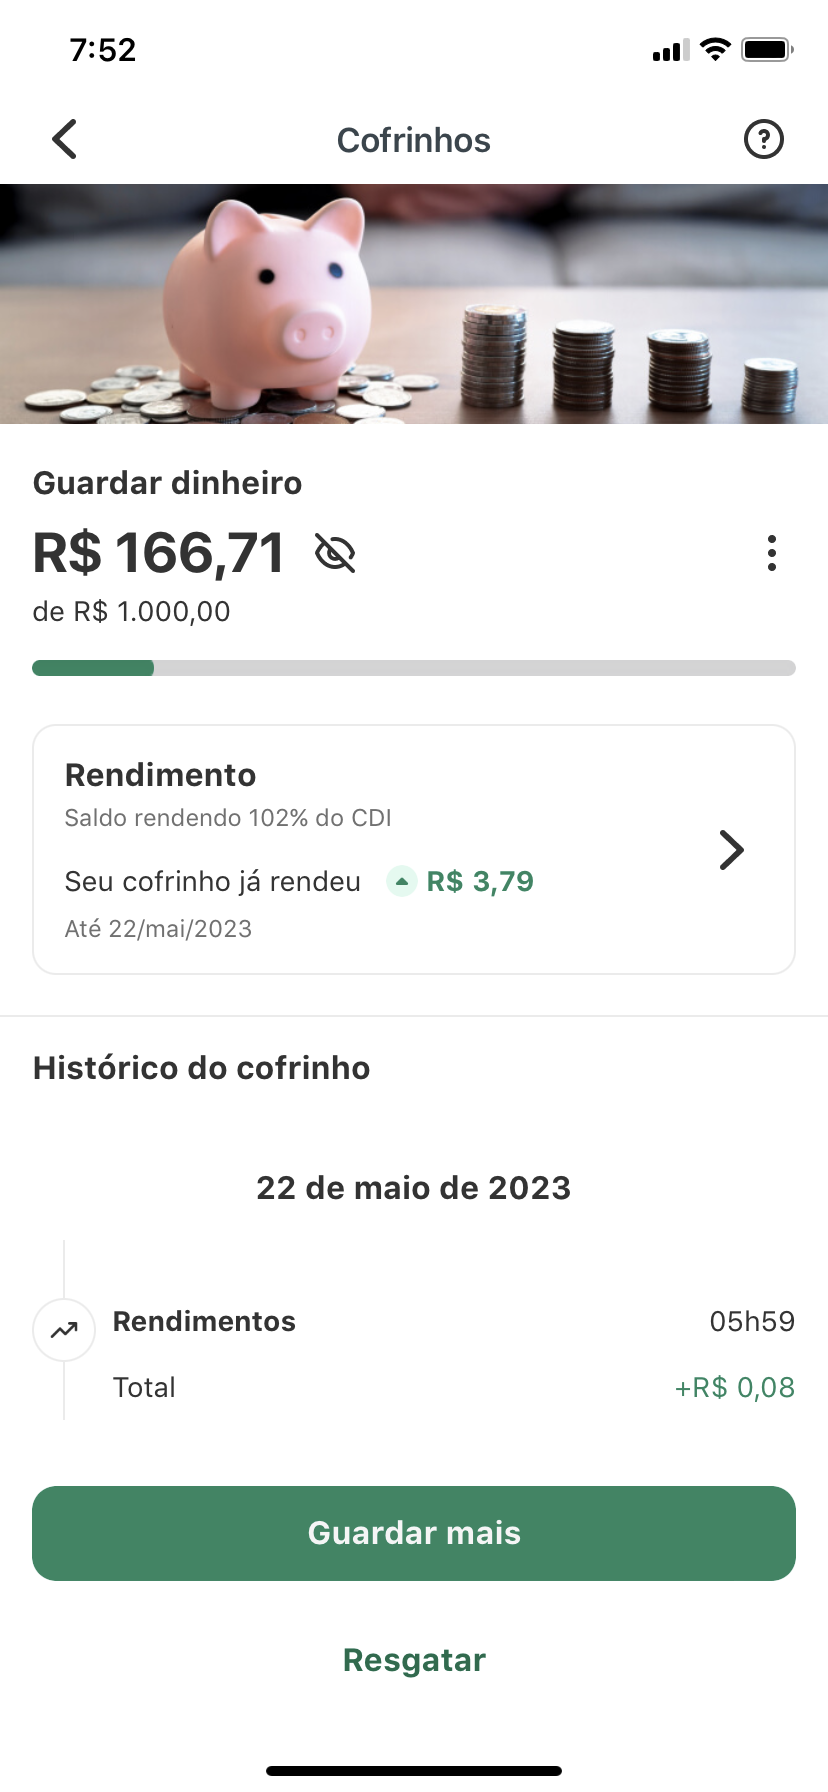 7:52
Cofrinhos
Guardar dinheiro
R$ 166,71
de R$ 1.000,00
Rendimento
Saldo rendendo 102% do CDI
Seu cofrinho já rendeu R$ 3,79
Até 22/mai/2023
Histórico do cofrinho
22 de maio de 2023
Rendimentos 05h59
Total +R$ 0,08
Guardar mais
Resgatar